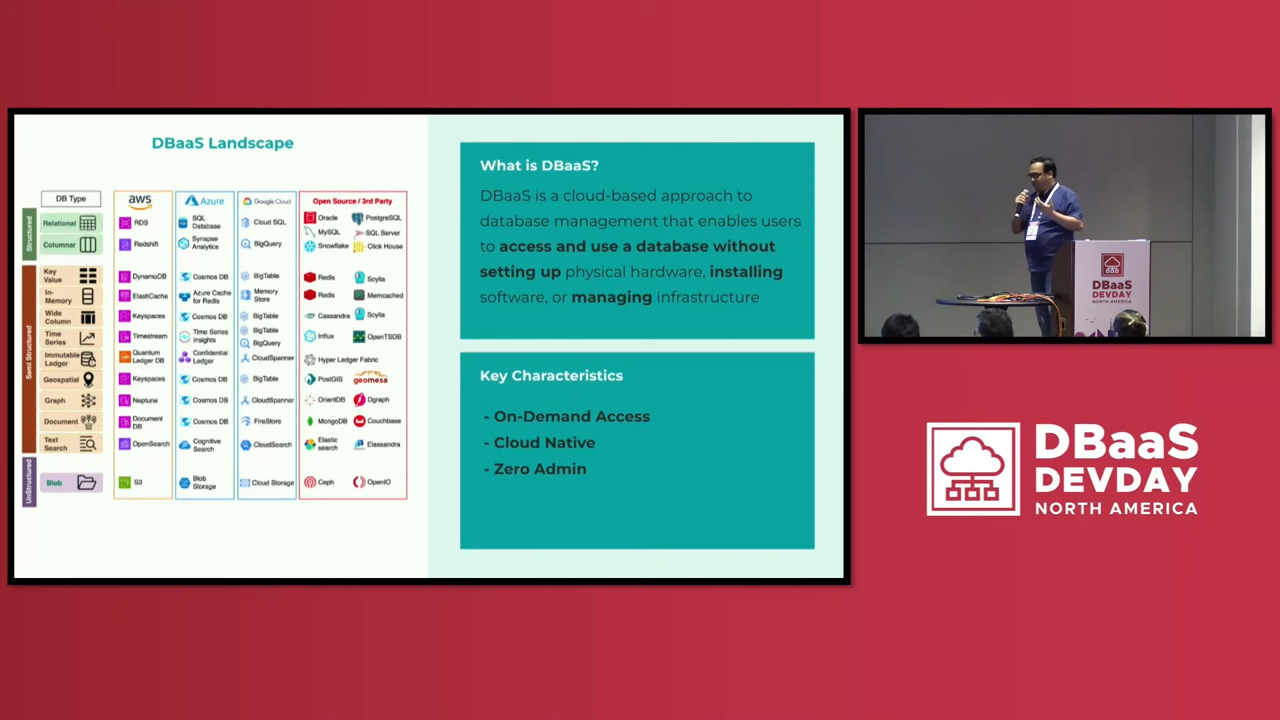 DBaaS Landscape
DB Type
aws
Azure
Google Cloud
Open Source / 3rd Party
Structured
Relational
RDS
SQL
Database
Cloud SQL
Oracle
PostgreSQL
MySQL
SQL Server
Columnar
Redshift
Synapse
Analytics
BigQuery
Snowflake
Click House
Semi Structured
Key
Value
DynamoDB
Cosmos DB
BigTable
Redis
Scylla
In-
Memory
ElastiCache
Azure Cache
for Redis
Memory
Store
Redis
Memcached
Wide
Column
Keyspaces
Cosmos DB
BigTable
Cassandra
Scylla
Time
Series
Timestream
Time Series
Insights
BigTable
BigQuery
Influx
OpenTSDB
Immutable
Ledger
Quantum
Ledger DB
Confidential
Ledger
CloudSpanner
Hyper Ledger Fabric
Geospatial
Keyspaces
Cosmos DB
BigTable
PostGIS
geomesa
Graph
Neptune
Cosmos DB
CloudSpanner
OrientDB
Dgraph
Document
Document
DB
Cosmos DB
FireStore
MongoDB
Couchbase
Text
Search
OpenSearch
Cognitive
Search
CloudSearch
Elastic
search
Elassandra
UnStructured
Blob
S3
Blob
Storage
Cloud Storage
Ceph
OpenIO
What is DBaaS?
DBaaS is a cloud-based approach to
database management that enables users
to access and use a database without
setting up physical hardware, installing
software, or managing infrastructure
Key Characteristics
- On-Demand Access
- Cloud Native
- Zero Admin
DBaaS
DEVDAY
NORTH AMERICA
DBaaS
DEVDAY
NORTH AMERICA